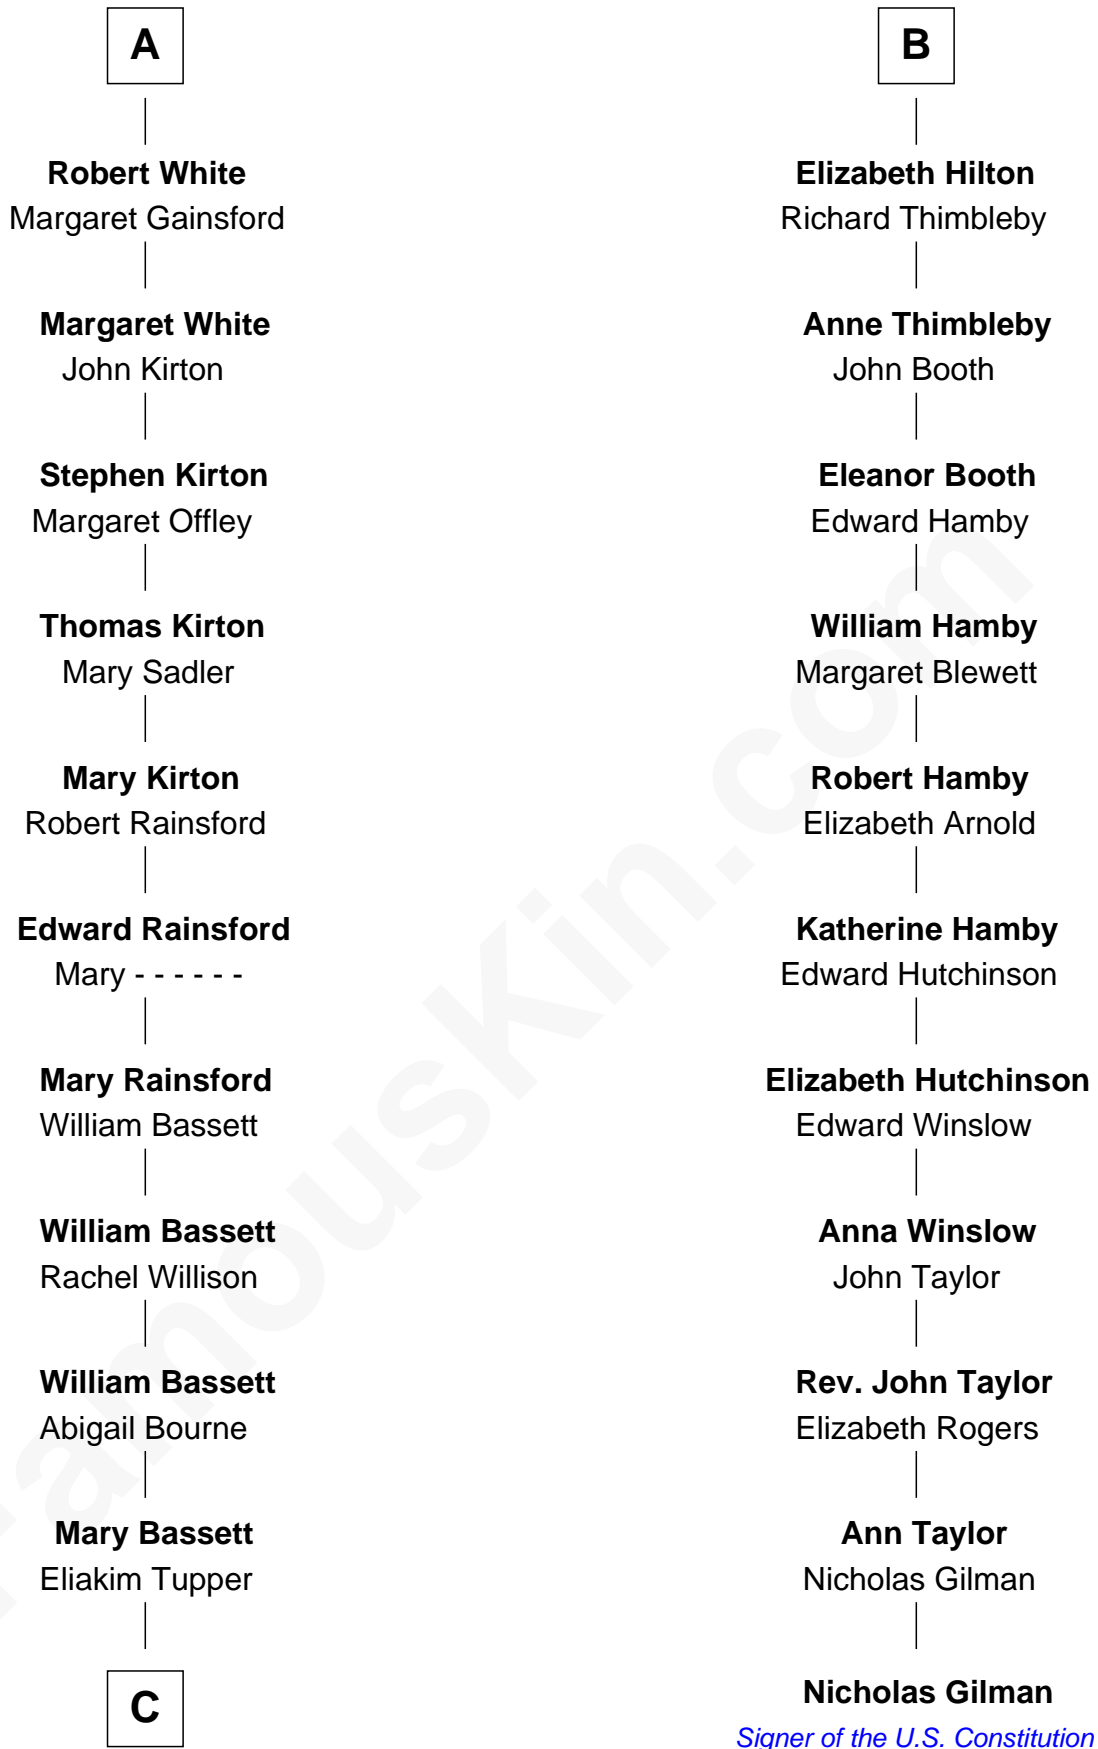 A
Robert White
Margaret Gainsford
Margaret White
John Kirton
Stephen Kirton
Margaret Offley
Thomas Kirton
Mary Sadler
Mary Kirton
Robert Rainsford
Edward Rainsford
Mary - - - - - -
Mary Rainsford
William Bassett
William Bassett
Rachel Willison
William Bassett
Abigail Bourne
Mary Bassett
Eliakim Tupper
C
B
Elizabeth Hilton
Richard Thimbleby
Anne Thimbleby
John Booth
Eleanor Booth
Edward Hamby
William Hamby
Margaret Blewett
Robert Hamby
Elizabeth Arnold
Katherine Hamby
Edward Hutchinson
Elizabeth Hutchinson
Edward Winslow
Anna Winslow
John Taylor
Rev. John Taylor
Elizabeth Rogers
Ann Taylor
Nicholas Gilman
Nicholas Gilman
Signer of the U.S. Constitution
FamousKin.com